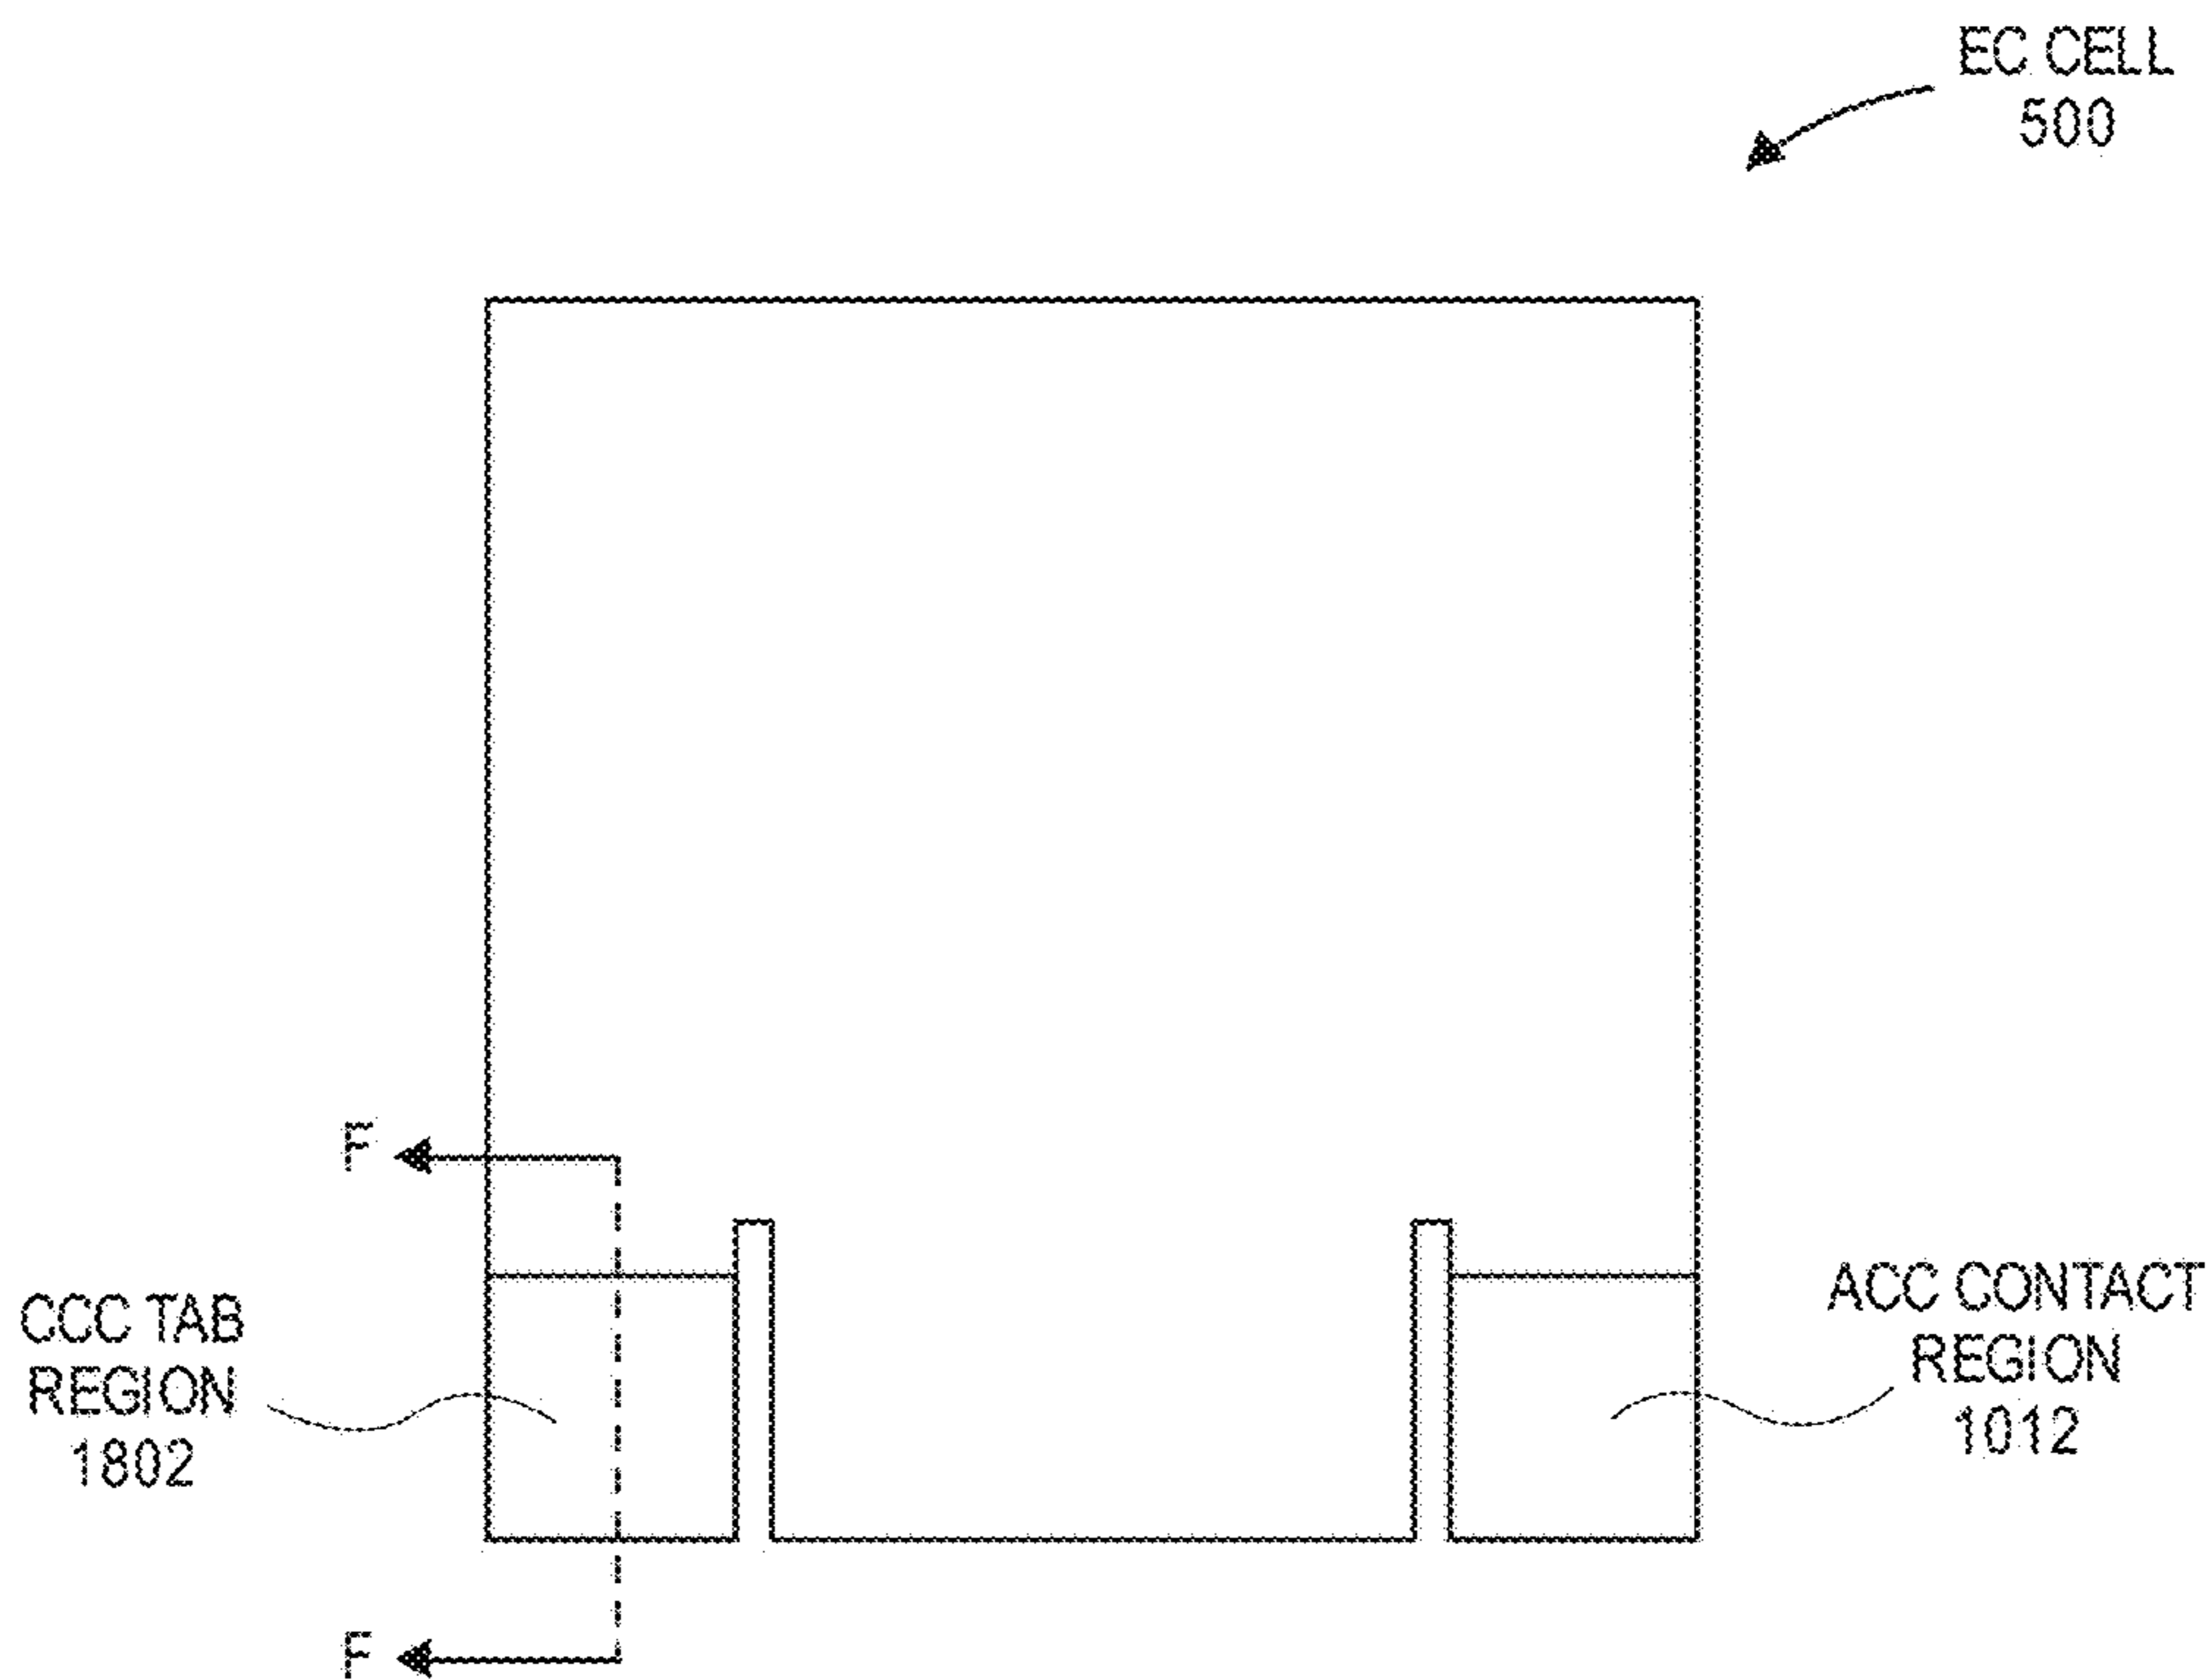 EC CELL
500
F
CCC TAB
REGION
1802
ACC CONTACT
REGION
1012
F